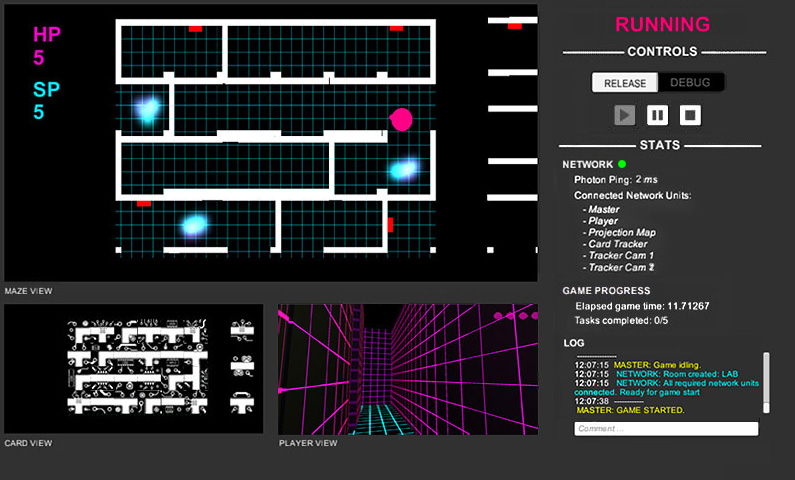 HP
5
SP
5
MAZE VIEW
CARD VIEW
PLAYER VIEW
RUNNING
CONTROLS
RELEASE DEBUG
STATS
NETWORK
Photon Ping: 2 ms
Connected Network Units:
- Master
- Player
- Projection Map
- Card Tracker
- Tracker Cam 1
- Tracker Cam 2
GAME PROGRESS
Elapsed game time: 11.71267
Tasks completed: 0/5
LOG
---------------
12:07:15 MASTER: Game idling.
12:07:15 NETWORK: Room created: LAB
12:07:15 NETWORK: All required network units
connected. Ready for game start
12:07:38 -----------
MASTER: GAME STARTED.
Comment ...